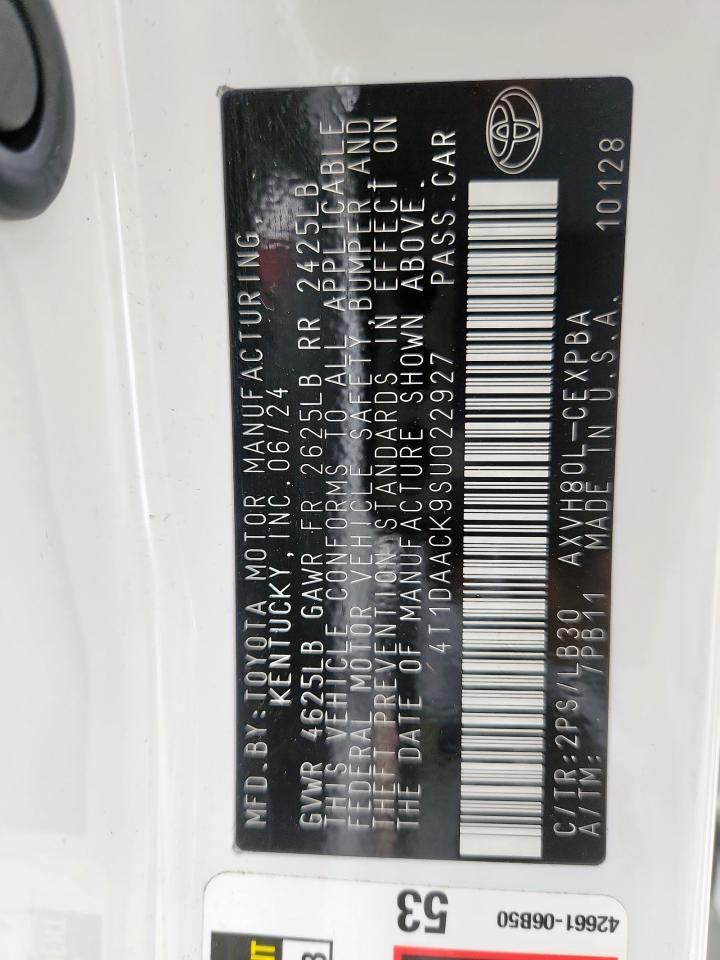 MFD.BY:TOYOTA MOTOR MANUFACTURING,
KENTUCKY,INC.06/24
GVWR 4625LB GAWR FR 2625LB RR 2425LB
THIS VEHICLE CONFORMS TO ALL APPLICABLE
FEDERAL MOTOR VEHICLE SAFETY, BUMPER AND
THEFT PREVENTION STANDARDS IN EFFECT ON
THE DATE OF MANUFACTURE SHOWN ABOVE.
4T1DAACK9SU022927 PASS.CAR
C/TR:2PS/LB30 AXVH80L-CEXPBA 10128
A/TM: /PB11 MADE IN U.S.A.
53
42661-06B50